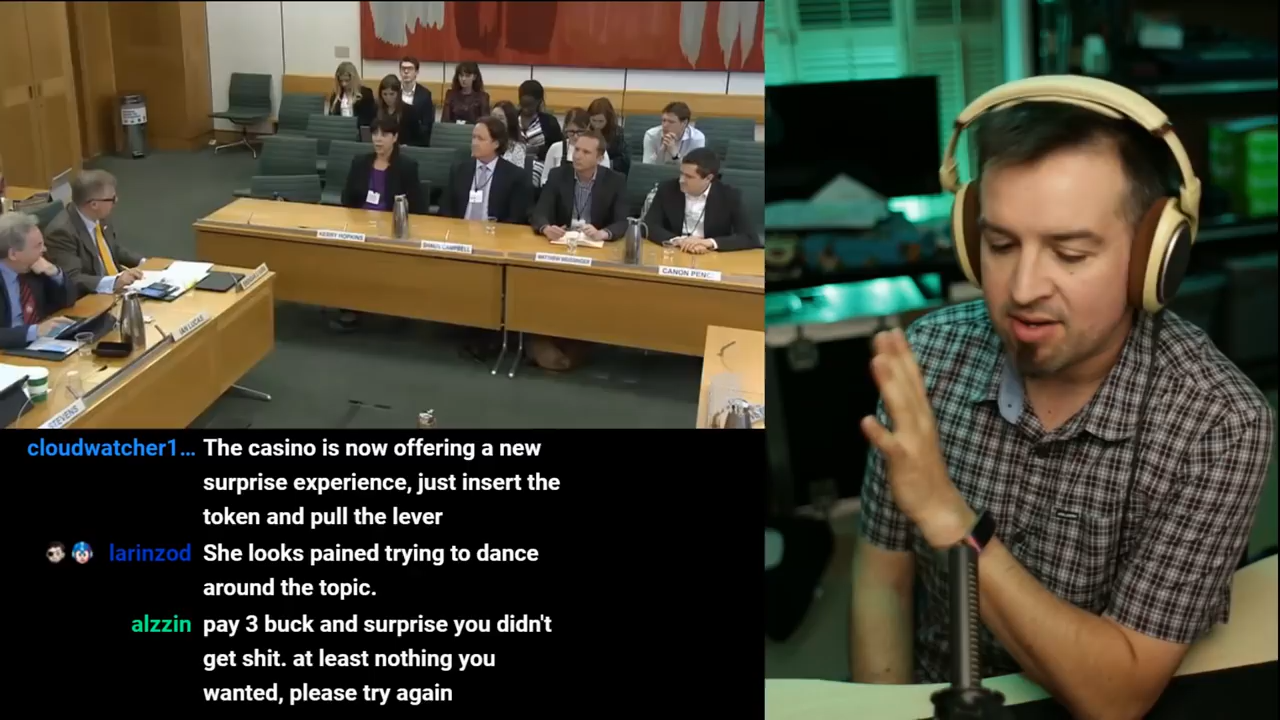 KERRY HOPKINS
SHAUN CAMPBELL
MATTHEW WEISSINGER
CANON PENC
IAN LUCAS
STEVENS
cloudwatcher1... The casino is now offering a new
surprise experience, just insert the
token and pull the lever
larinzod She looks pained trying to dance
around the topic.
alzzin pay 3 buck and surprise you didn't
get shit. at least nothing you
wanted, please try again